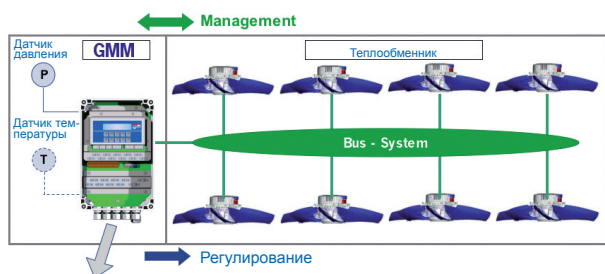 Management
Датчик
давления
GMM
Теплообменник
P
Датчик тем-
пературы
Bus - System
T
Регулирование